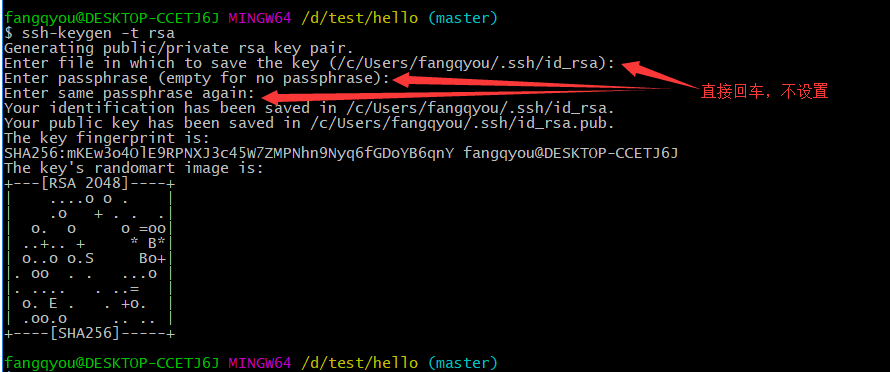 fangqyou@DESKTOP-CCETJ6J MINGW64 /d/test/hello (master)
$ ssh-keygen -t rsa
Generating public/private rsa key pair.
Enter file in which to save the key (/c/Users/fangqyou/.ssh/id_rsa):
Enter passphrase (empty for no passphrase):
Enter same passphrase again:
直接回车，不设置
Your identification has been saved in /c/Users/fangqyou/.ssh/id_rsa.
Your public key has been saved in /c/Users/fangqyou/.ssh/id_rsa.pub.
The key fingerprint is:
SHA256:mKEw3o4OlE9RPNXJ3c45W7ZMPNhn9Nyq6fGDoYB6qnY fangqyou@DESKTOP-CCETJ6J
The key's randomart image is:
+---[RSA 2048]----+
|     ....o o .   |
|     .o   + . .  .|
|   o.  o     o =oo|
|  ..+.. +     * B*|
|  o..o o.S     Bo+|
|. oo  . .   ...o |
|. ....   . ..=   |
|  o. E .   . +o.  |
|  .oo.o     .. .. |
+----[SHA256]-----+
fangqyou@DESKTOP-CCETJ6J MINGW64 /d/test/hello (master)